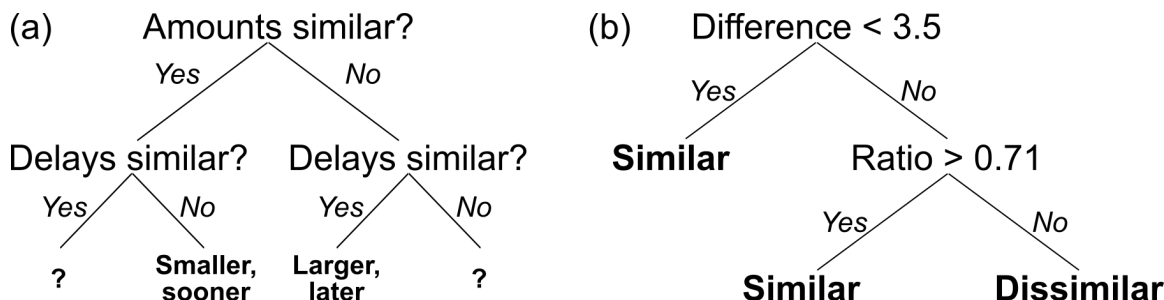 (a) Amounts similar?
Yes No
Delays similar? Delays similar?
Yes No Yes No
? Smaller, sooner Larger, later ?
(b) Difference < 3.5
Yes No
Similar Ratio > 0.71
Yes No
Similar Dissimilar